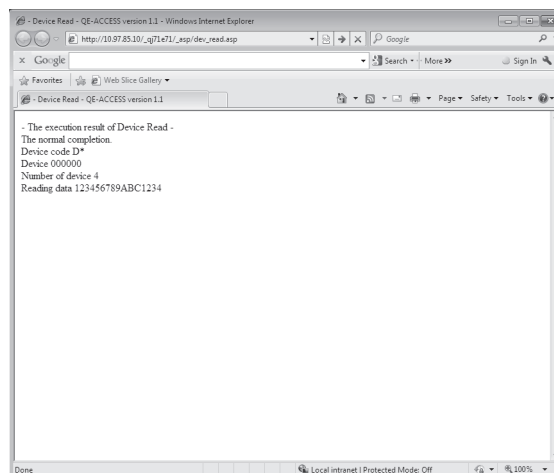 - Device Read - QE-ACCESS version 1.1 - Windows Internet Explorer
http://10.97.85.10/_qj71e71/_asp/dev_read.asp
Google
x Google
Search
More >>
Sign In
Favorites
Web Slice Gallery
- Device Read - QE-ACCESS version 1.1
Page
Safety
Tools
- The execution result of Device Read -
The normal completion.
Device code D*
Device 000000
Number of device 4
Reading data 123456789ABC1234
Done
Local intranet | Protected Mode: Off
100%